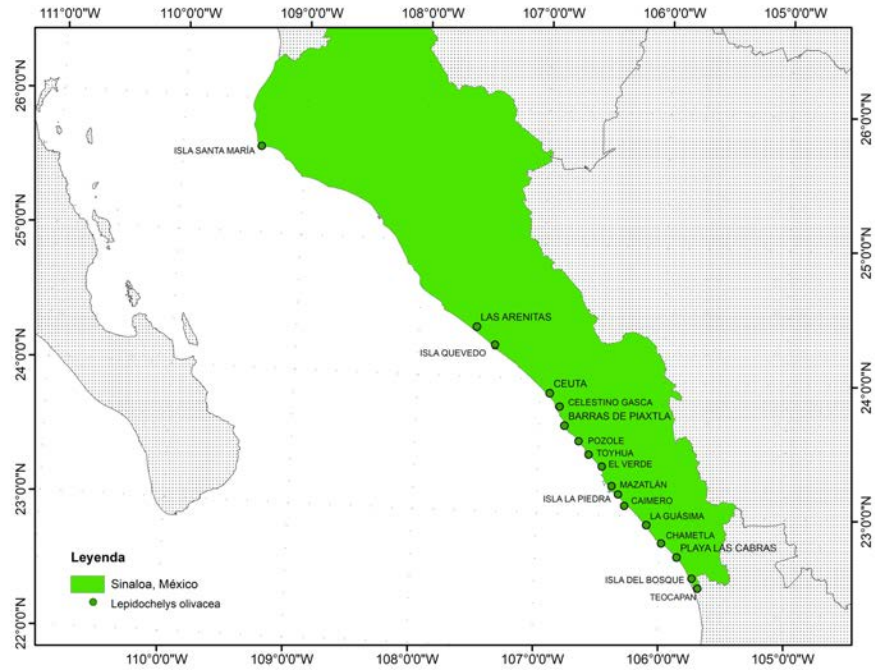 111°0'0"W 110°0'0"W 109°0'0"W 108°0'0"W 107°0'0"W 106°0'0"W 105°0'0"W
26°0'0"N
26°0'0"N
ISLA SANTA MARÍA
25°0'0"N
25°0'0"N
LAS ARENITAS
ISLA QUEVEDO
24°0'0"N
24°0'0"N
CEUTA
CELESTINO GASCA
BARRAS DE PIAXTLA
POZOLE
TOYHUA
EL VERDE
23°0'0"N
MAZATLÁN
ISLA LA PIEDRA
CAIMERO
LA GUÁSIMA
23°0'0"N
CHAMETLA
PLAYA LAS CABRAS
ISLA DEL BOSQUE
TEOCAPAN
Leyenda
Sinaloa, México
Lepidochelys olivacea
22°0'0"N
110°0'0"W 109°0'0"W 108°0'0"W 107°0'0"W 106°0'0"W 105°0'0"W